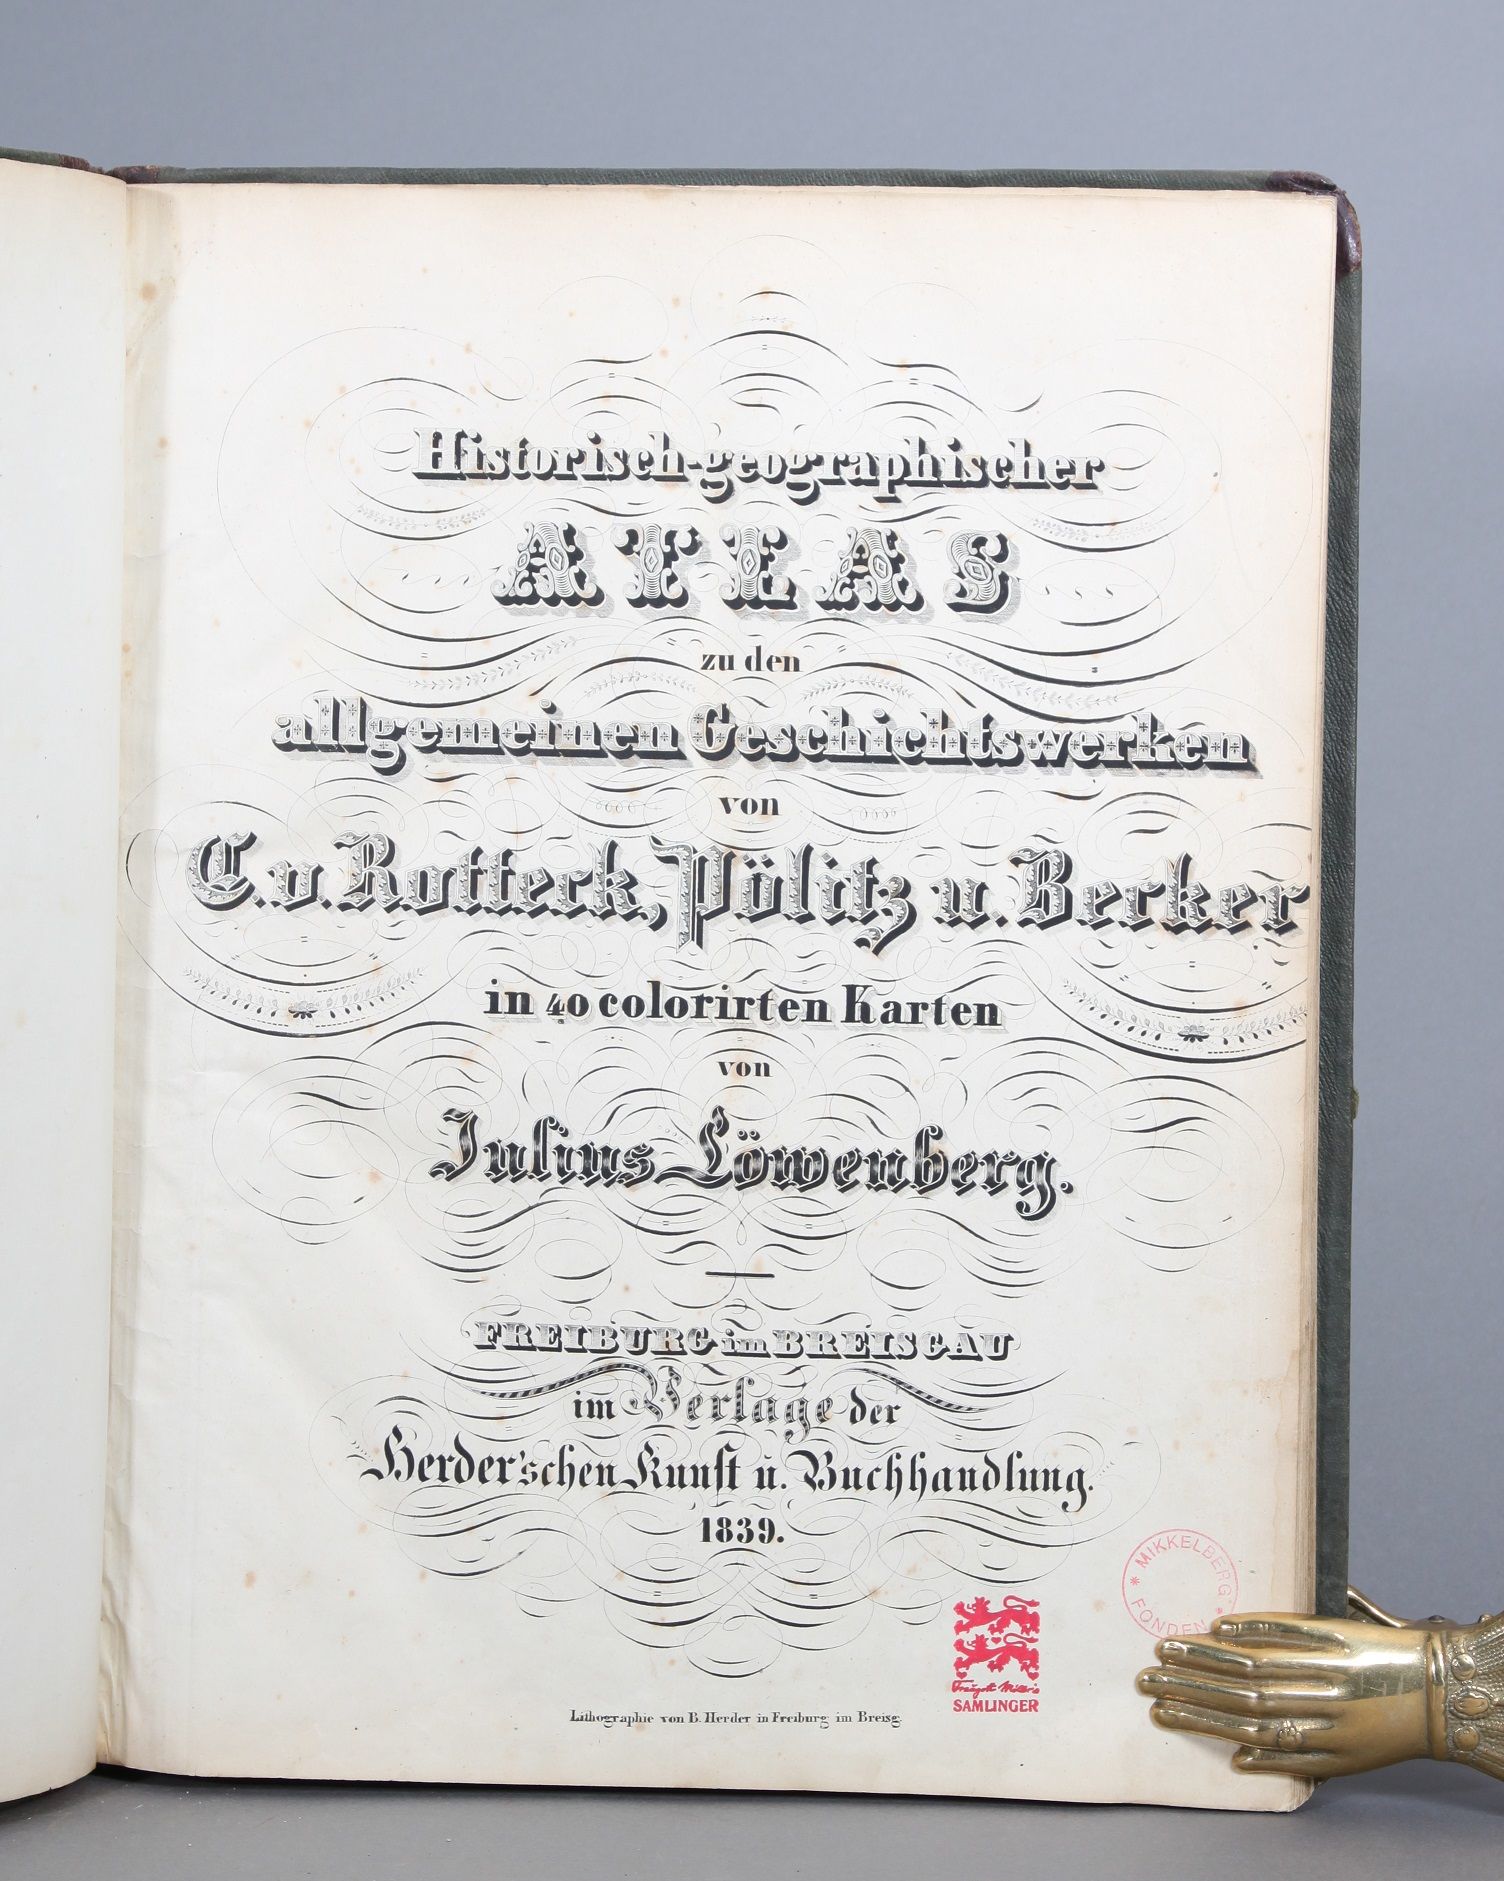 Historisch-geographischer
ATLAS
zu den
allgemeinen Geschichtswerken
von
C.v.Rotteck, Pölitz u. Becker
in 40 colorirten Karten
von
Julius Löwenberg.
FREIBURG im BREISGAU
im Verlage der
Herder'schen Kunst u. Buchhandlung.
1839.
MIKKELBERG
FONDEN
SAMLINGER
Lithographie von B. Herder in Freiburg im Breisg.